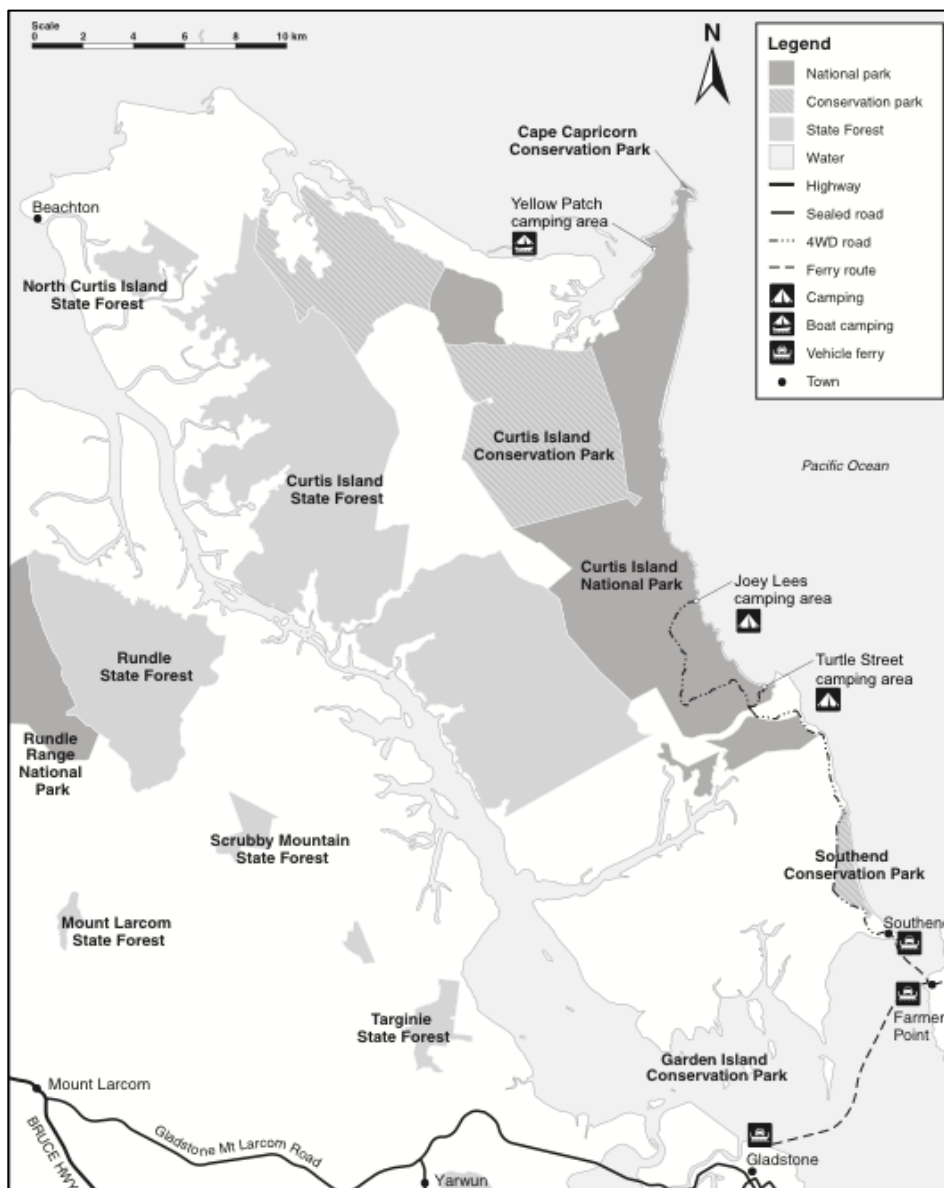 Scale
0 2 4 6 8 10 km
N
Legend
National park
Conservation park
State Forest
Water
Highway
Sealed road
4WD road
Ferry route
Camping
Boat camping
Vehicle ferry
Town
Cape Capricorn
Conservation Park
Yellow Patch
camping area
Beachton
North Curtis Island
State Forest
Curtis Island
Conservation Park
Pacific Ocean
Curtis Island
State Forest
Curtis Island
National Park
Joey Lees
camping area
Rundle
State Forest
Turtle Street
camping area
Rundle
Range
National
Park
Scrubby Mountain
State Forest
Southend
Conservation Park
Mount Larcom
State Forest
Southend
Targinie
State Forest
Farmer
Point
Garden Island
Conservation Park
Mount Larcom
BRUCE HWY
Gladstone Mt Larcom Road
Gladstone
Yarwun